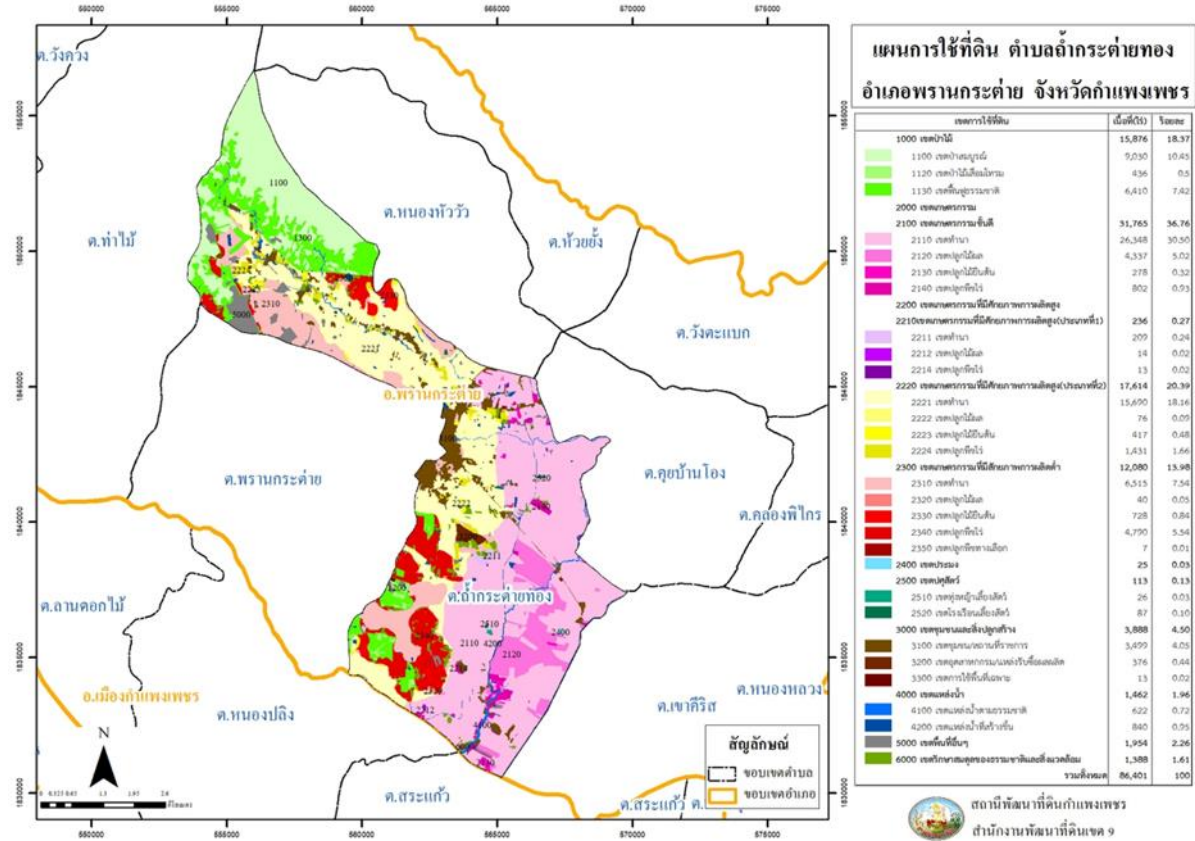 550000 555000 560000 565000 570000 575000
ต.วังควง
1855000
1100
ต.หนองหัววัว
ต.ท่าไม้
1300
ต.ห้วยยั้ง
1850000
2224
2310
5000
2221
ต.วังตะแบก
1845000
อ.พรานกระต่าย
ต.พรานกระต่าย
ต.คุยบ้านโอง
2222
ต.คลองพิไกร
1840000
2211
ต.ลานดอกไม้
ต.ถ้ำกระต่ายทอง
2510
2110 4200
2120
2400
1835000
อ.เมืองกำแพงเพชร
ต.หนองปลิง
ต.เขาคีริส
ต.หนองหลวง
ต.สระแก้ว
ต.สระแก้ว
1830000
N
0 0.325 0.65 1.3 1.95 2.6
กิโลเมตร
สัญลักษณ์
ขอบเขตตำบล
ขอบเขตอำเภอ
550000 555000 560000 565000 570000 575000
แผนการใช้ที่ดิน ตำบลถ้ำกระต่ายทอง
อำเภอพรานกระต่าย จังหวัดกำแพงเพชร
เขตการใช้ที่ดิน เนื้อที่(ไร่) ร้อยละ
1000 เขตป่าไม้ 15,876 18.37
1100 เขตป่าสมบูรณ์ 9,030 10.45
1120 เขตป่าไม้เสื่อมโทรม 436 0.5
1130 เขตฟื้นฟูธรรมชาติ 6,410 7.42
2000 เขตเกษตรกรรม
2100 เขตเกษตรกรรมชั้นดี 31,765 36.76
2110 เขตทำนา 26,348 30.50
2120 เขตปลูกไม้ผล 4,337 5.02
2130 เขตปลูกไม้ยืนต้น 278 0.32
2140 เขตปลูกพืชไร่ 802 0.93
2200 เขตเกษตรกรรมที่มีศักยภาพการผลิตสูง
2210เขตเกษตรกรรมที่มีศักยภาพการผลิตสูง(ประเภทที่1) 236 0.27
2211 เขตทำนา 209 0.24
2212 เขตปลูกไม้ผล 14 0.02
2214 เขตปลูกพืชไร่ 13 0.02
2220 เขตเกษตรกรรมที่มีศักยภาพการผลิตสูง(ประเภทที่2) 17,614 20.39
2221 เขตทำนา 15,690 18.16
2222 เขตปลูกไม้ผล 76 0.09
2223 เขตปลูกไม้ยืนต้น 417 0.48
2224 เขตปลูกพืชไร่ 1,431 1.66
2300 เขตเกษตรกรรมที่มีศักยภาพการผลิตต่ำ 12,080 13.98
2310 เขตทำนา 6,515 7.54
2320 เขตปลูกไม้ผล 40 0.05
2330 เขตปลูกไม้ยืนต้น 728 0.84
2340 เขตปลูกพืชไร่ 4,790 5.54
2350 เขตปลูกพืชทางเลือก 7 0.01
2400 เขตประมง 25 0.03
2500 เขตปศุสัตว์ 113 0.13
2510 เขตทุ่งหญ้าเลี้ยงสัตว์ 26 0.03
2520 เขตโรงเรือนเลี้ยงสัตว์ 87 0.10
3000 เขตชุมชนและสิ่งปลูกสร้าง 3,888 4.50
3100 เขตชุมชน/สถานที่ราชการ 3,499 4.05
3200 เขตอุตสาหกรรม/แหล่งรับซื้อผลผลิต 376 0.44
3300 เขตการใช้พื้นที่เฉพาะ 13 0.02
4000 เขตแหล่งน้ำ 1,462 1.96
4100 เขตแหล่งน้ำตามธรรมชาติ 622 0.72
4200 เขตแหล่งน้ำที่สร้างขึ้น 840 0.95
5000 เขตพื้นที่อื่นๆ 1,954 2.26
6000 เขตรักษาสมดุลของธรรมชาติและสิ่งแวดล้อม 1,388 1.61
รวมทั้งหมด 86,401 100
สถานีพัฒนาที่ดินกำแพงเพชร
สำนักงานพัฒนาที่ดินเขต 9